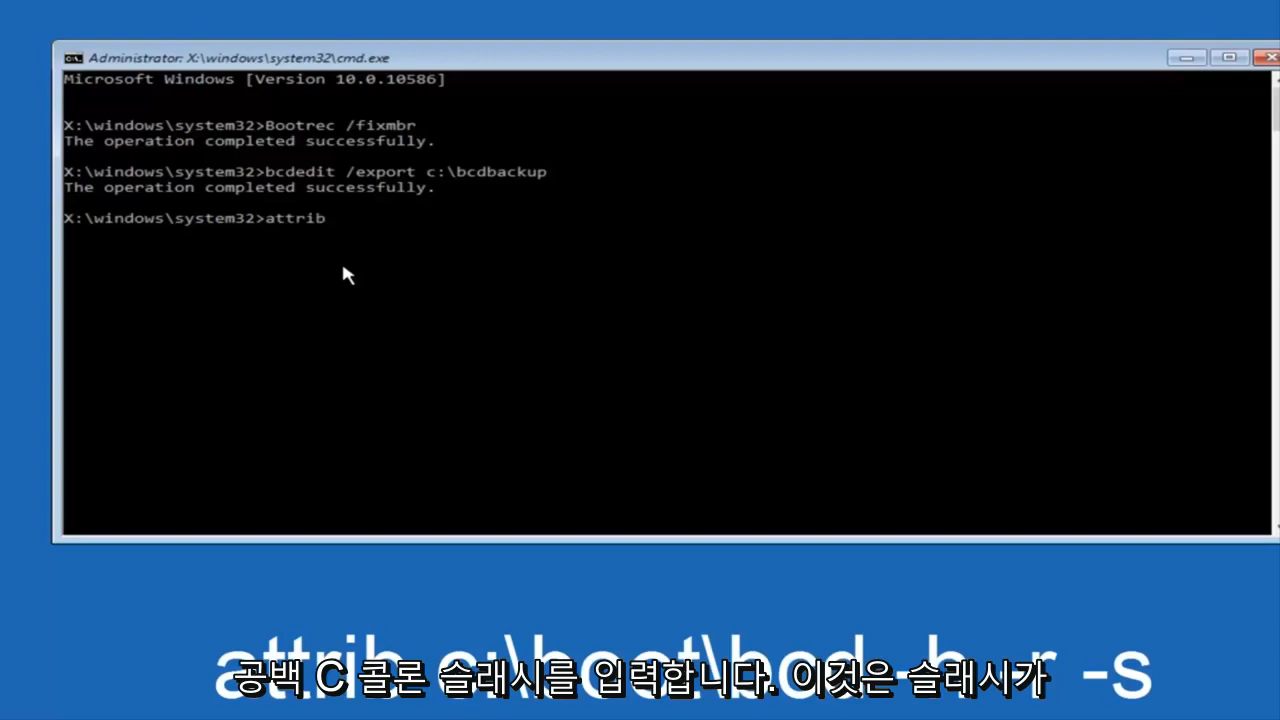 Administrator: X:\windows\system32\cmd.exe
Microsoft Windows [Version 10.0.10586]
X:\windows\system32>Bootrec /fixmbr
The operation completed successfully.
X:\windows\system32>bcdedit /export c:\bcdbackup
The operation completed successfully.
X:\windows\system32>attrib
attrib c:\boot\bcd -h -r -s
공백 C 콜론 슬래시를 입력합니다. 이것은 슬래시가